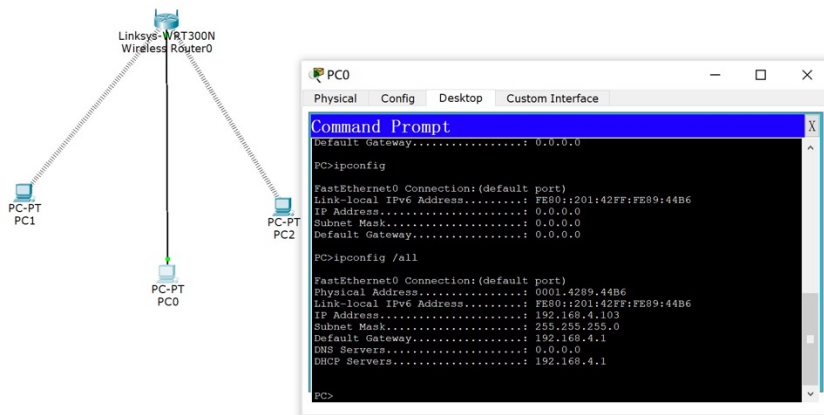 Linksys-WRT300N
Wireless Router0
PC-PT
PC1
PC-PT
PC2
PC-PT
PC0
PC0
Physical Config Desktop Custom Interface
Command Prompt X
Default Gateway.................: 0.0.0.0
PC>ipconfig
FastEthernet0 Connection:(default port)
Link-local IPv6 Address.........: FE80::201:42FF:FE89:44B6
IP Address......................: 0.0.0.0
Subnet Mask.....................: 0.0.0.0
Default Gateway.................: 0.0.0.0
PC>ipconfig /all
FastEthernet0 Connection:(default port)
Physical Address................: 0001.4289.44B6
Link-local IPv6 Address.........: FE80::201:42FF:FE89:44B6
IP Address......................: 192.168.4.103
Subnet Mask.....................: 255.255.255.0
Default Gateway.................: 192.168.4.1
DNS Servers.....................: 0.0.0.0
DHCP Servers....................: 192.168.4.1
PC>